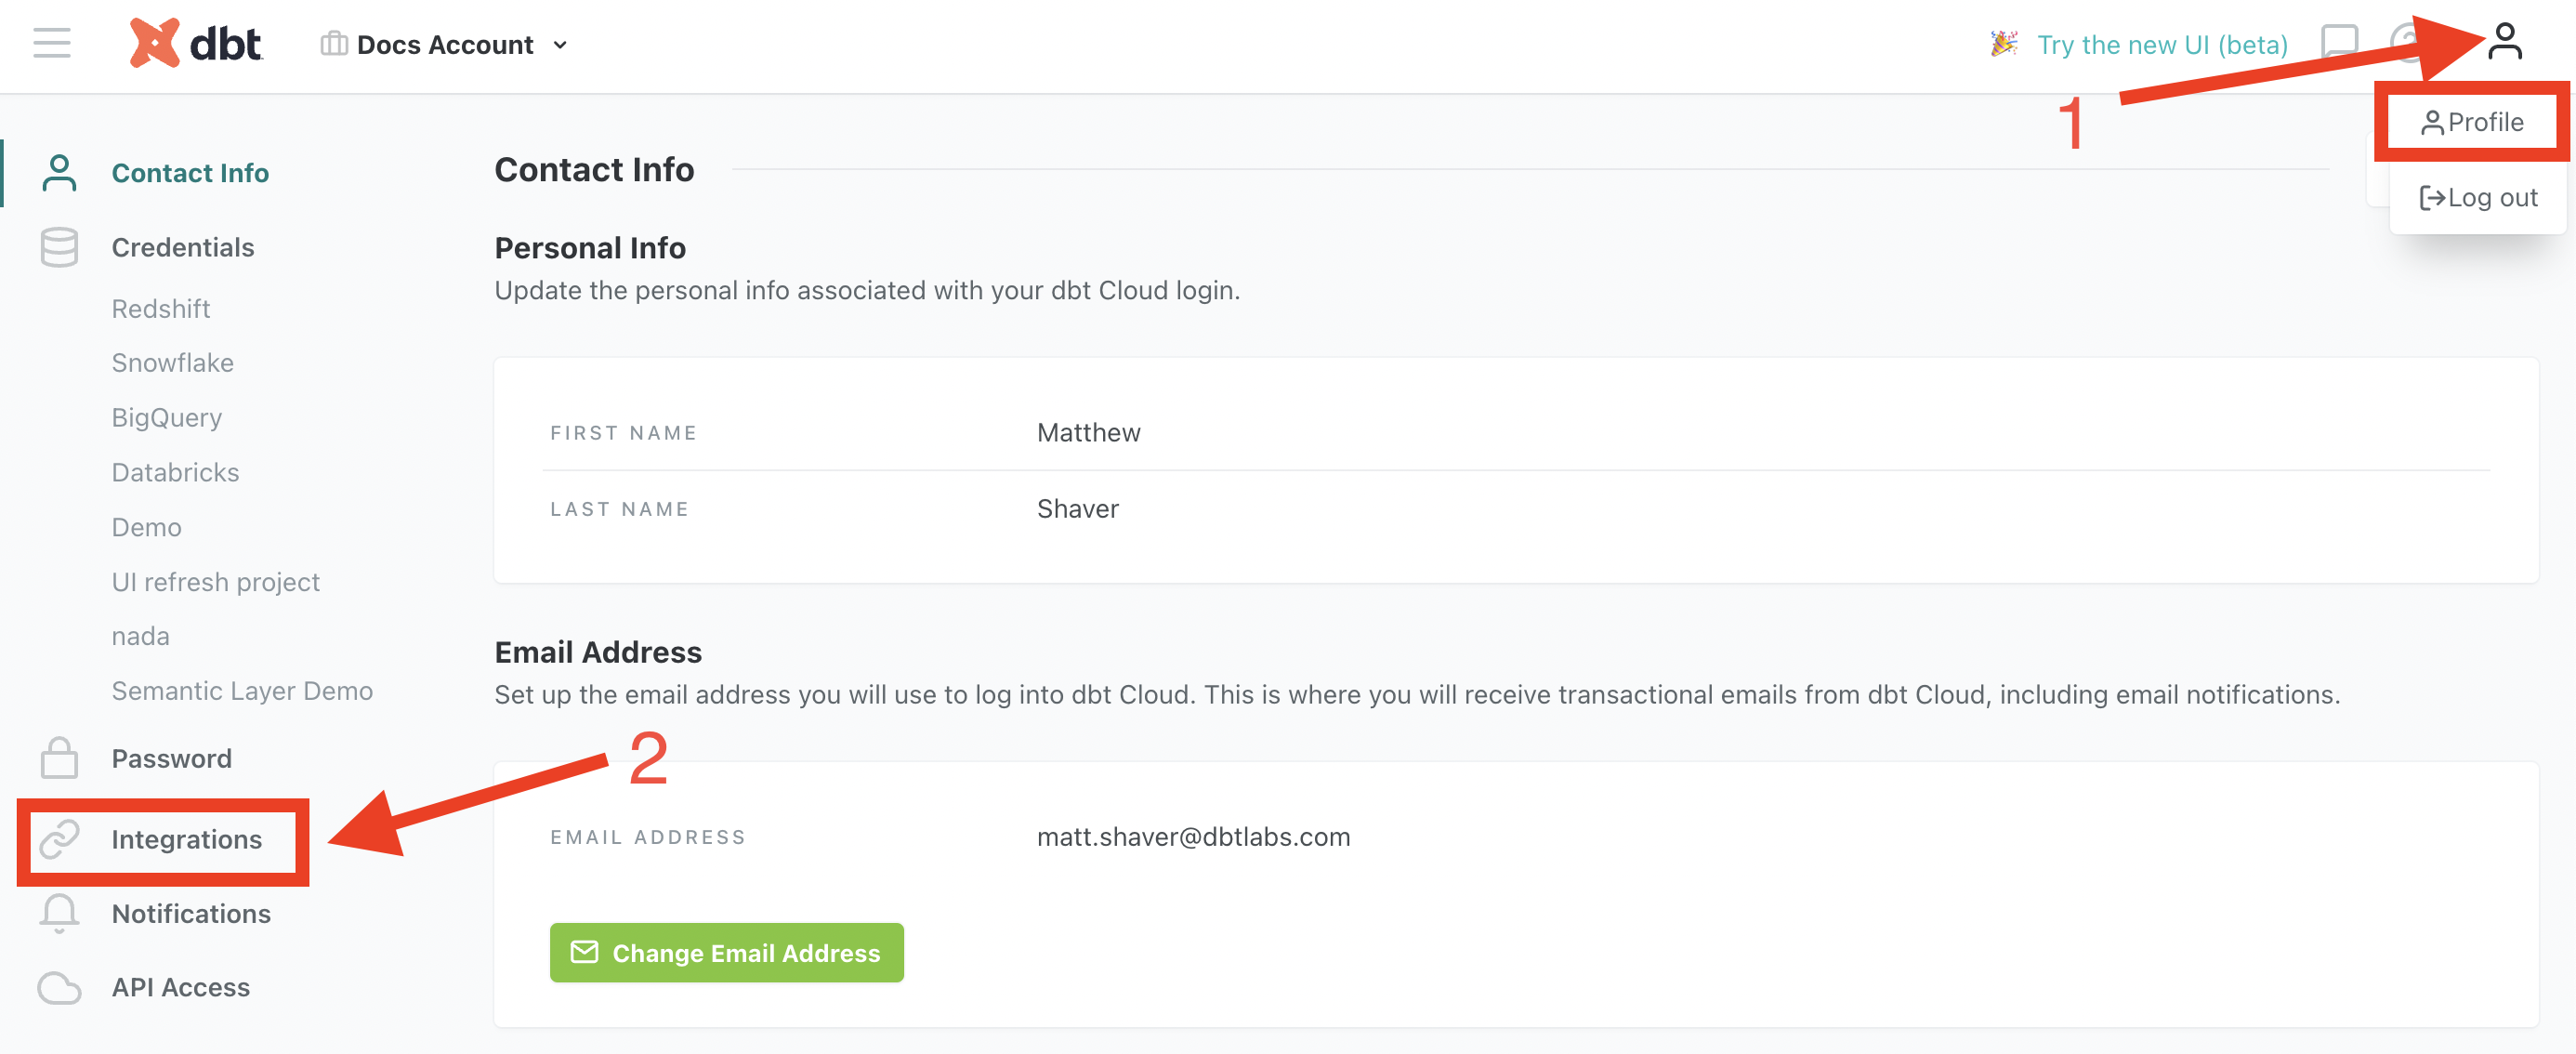 dbt
Docs Account
Try the new UI (beta)
1
Profile
Log out
Contact Info
Credentials
Redshift
Snowflake
BigQuery
Databricks
Demo
UI refresh project
nada
Semantic Layer Demo
Password
Integrations
Notifications
API Access
Contact Info
Personal Info
Update the personal info associated with your dbt Cloud login.
FIRST NAME Matthew
LAST NAME Shaver
Email Address
Set up the email address you will use to log into dbt Cloud. This is where you will receive transactional emails from dbt Cloud, including email notifications.
2
EMAIL ADDRESS matt.shaver@dbtlabs.com
Change Email Address